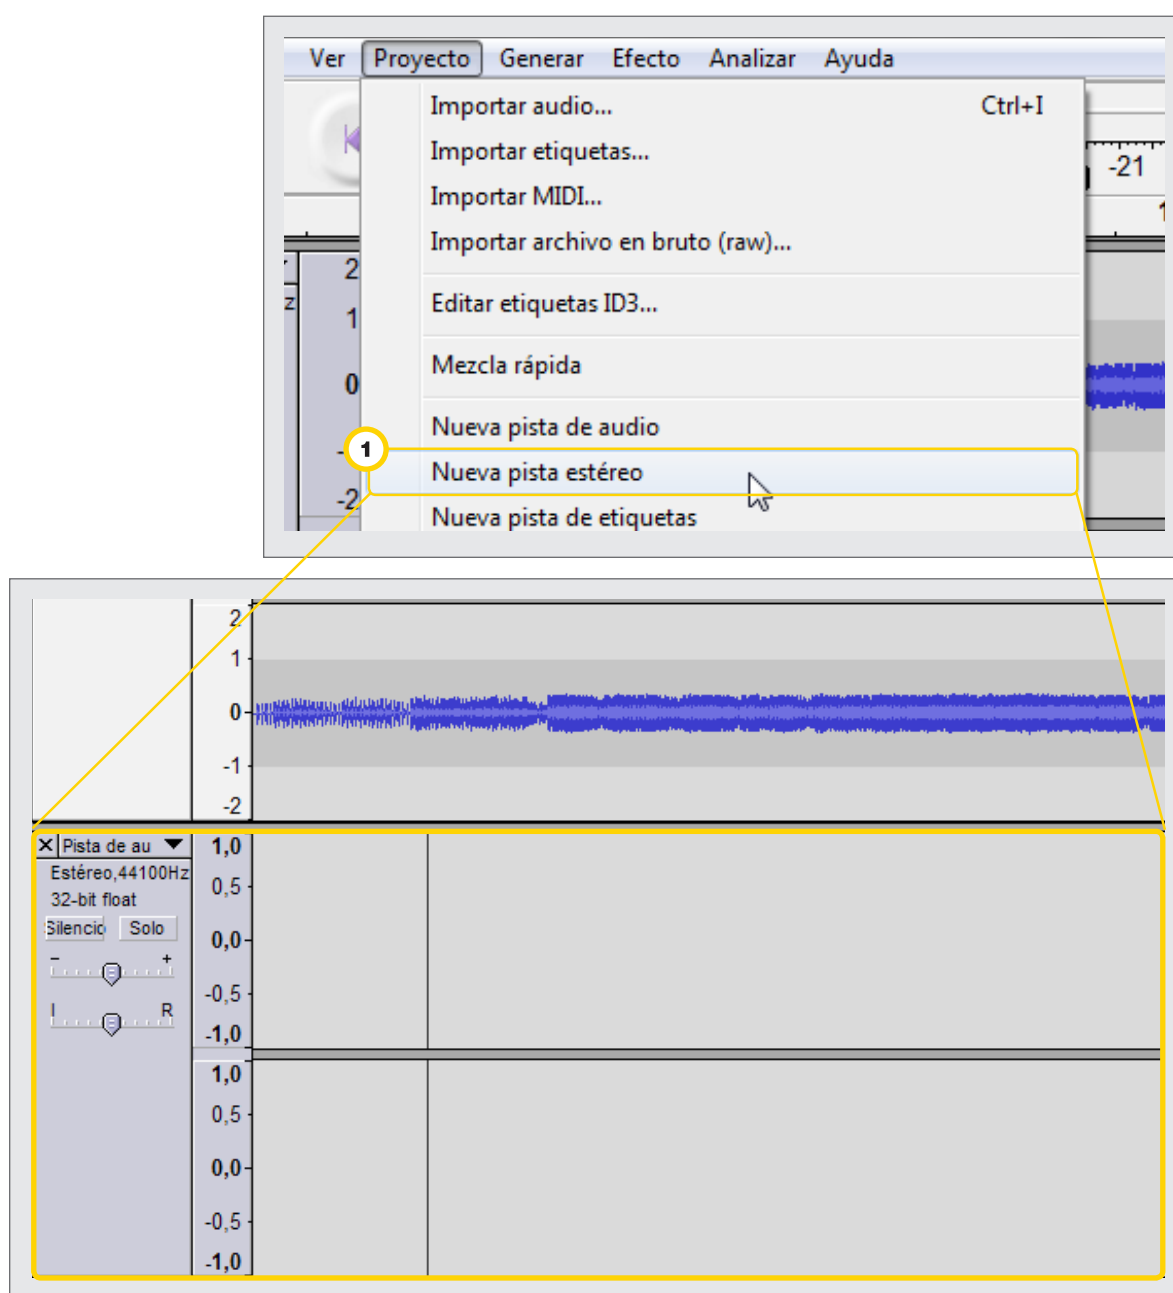 Ver Proyecto Generar Efecto Analizar Ayuda
Importar audio... Ctrl+I
Importar etiquetas...
-21
Importar MIDI...
1
Importar archivo en bruto (raw)...
2
z
Editar etiquetas ID3...
1
Mezcla rápida
0
Nueva pista de audio
1
Nueva pista estéreo
-2
Nueva pista de etiquetas
2
1
0
-1
-2
X Pista de au
Estéreo,44100Hz
32-bit float
Silencio Solo
- +
I R
1,0
0,5
0,0
-0,5
-1,0
1,0
0,5
0,0
-0,5
-1,0